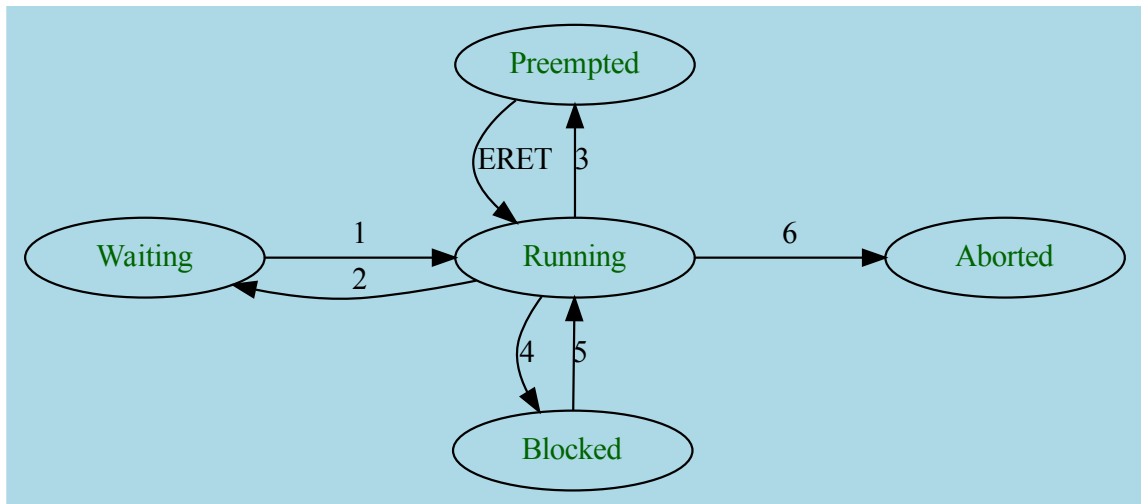 Preempted
ERET
3
Waiting
1
2
Running
6
Aborted
4
5
Blocked